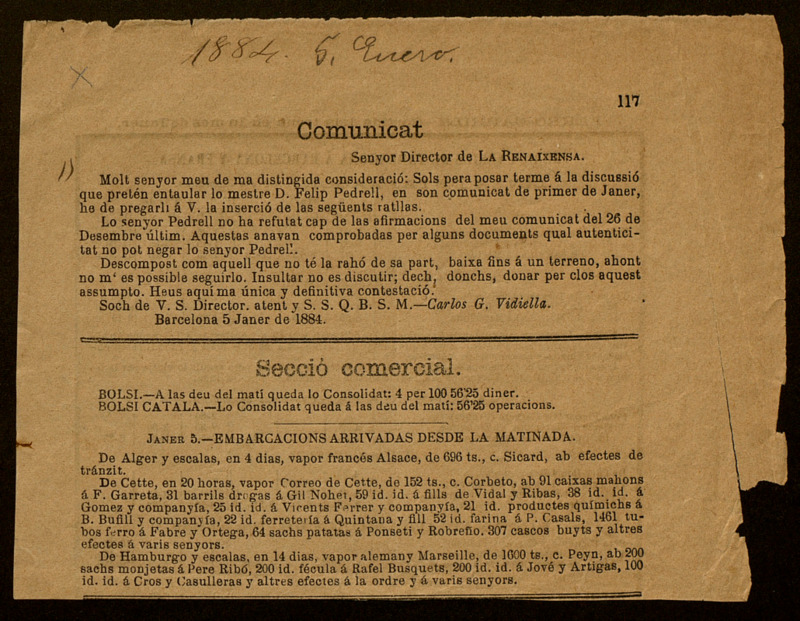 1884. 5. Enero.
117
Comunicat
Senyor Director de LA RENAIXENSA.
1)
Molt senyor meu de ma distingida consideració: Sols pera posar terme á la discussió
que pretén entaular lo mestre D. Felip Pedrell, en son comunicat de primer de Janer,
he de pregarli á V. la inserció de las següents ratllas.
Lo senyor Pedrell no ha refutat cap de las afirmacions del meu comunicat del 26 de
Desembre últim. Aquestas anavan comprobadas per alguns documents qual autentici-
tat no pot negar lo senyor Pedrell.
Descompost com aquell que no té la rahó de sa part, baixa fins á un terreno, ahont
no m' es possible seguirlo. Insultar no es discutir; dech, donchs, donar per clos aquest
assumpto. Heus aquí ma única y definitiva contestació.
Soch de V. S. Director. atent y S. S. Q. B. S. M.—Carlos G. Vidiella.
Barcelona 5 Janer de 1884.
Secció comercial.
BOLSI.—A las deu del matí queda lo Consolidat: 4 per 100 56'25 diner.
BOLSI CATALA.—Lo Consolidat queda á las deu del matí: 56'25 operacions.
JANER 5.—EMBARCACIONS ARRIVADAS DESDE LA MATINADA.
De Alger y escalas, en 4 dias, vapor francés Alsace, de 696 ts., c. Sicard, ab efectes de
tránzit.
De Cette, en 20 horas, vapor Correo de Cette, de 152 ts., c. Corbeto, ab 91 caixas mahons
á F. Garreta, 31 barrils drogas á Gil Nohet, 59 id. id. á fills de Vidal y Ribas, 38 id. id. á
Gomez y companyía, 25 id. id. á Vicents Ferrer y companyía, 21 id. productes químichs á
B. Bufill y companyía, 22 id. ferretería á Quintana y fill 52 id. farina á P. Casals, 1461 tu-
bos ferro á Fabre y Ortega, 64 sachs patatas á Ponseti y Robreño. 307 cascos buyts y altres
efectes á varis senyors.
De Hamburgo y escalas, en 14 dias, vapor alemany Marseille, de 1600 ts., c. Peyn, ab 200
sachs monjetas á Pere Ribó, 200 id. fécula á Rafel Busquets, 200 id. id. á Jové y Artigas, 100
id. id. á Cros y Casulleras y altres efectes á la ordre y á varis senyors.